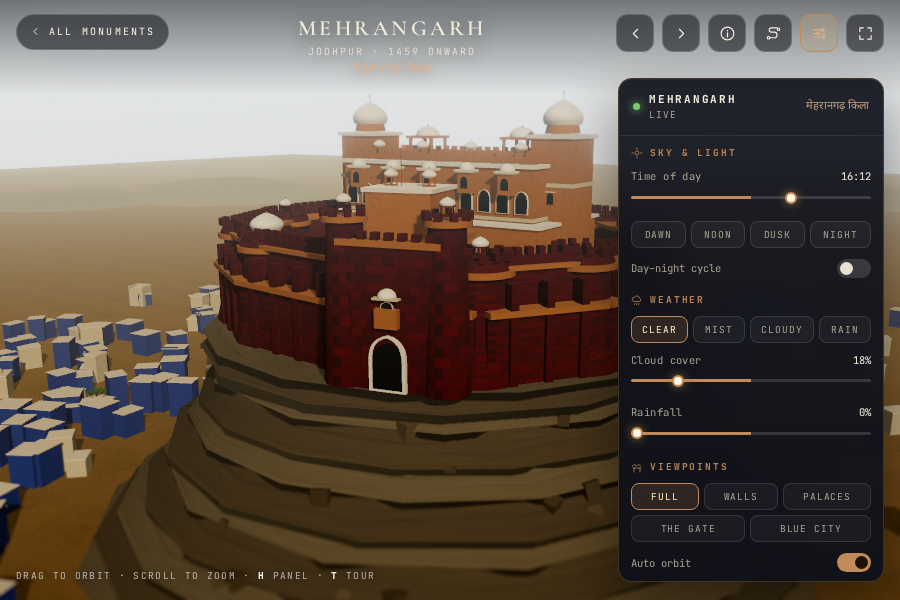 ALL MONUMENTS
MEHRANGARH
JODHPUR · 1459 ONWARD
MEHRANGARH
LIVE
मेहरानगढ़ क़िला
SKY & LIGHT
Time of day 16:12
DAWN NOON DUSK NIGHT
Day-night cycle
WEATHER
CLEAR MIST CLOUDY RAIN
Cloud cover 18%
Rainfall 0%
VIEWPOINTS
FULL WALLS PALACES
THE GATE BLUE CITY
Auto orbit
DRAG TO ORBIT · SCROLL TO ZOOM · H PANEL · T TOUR